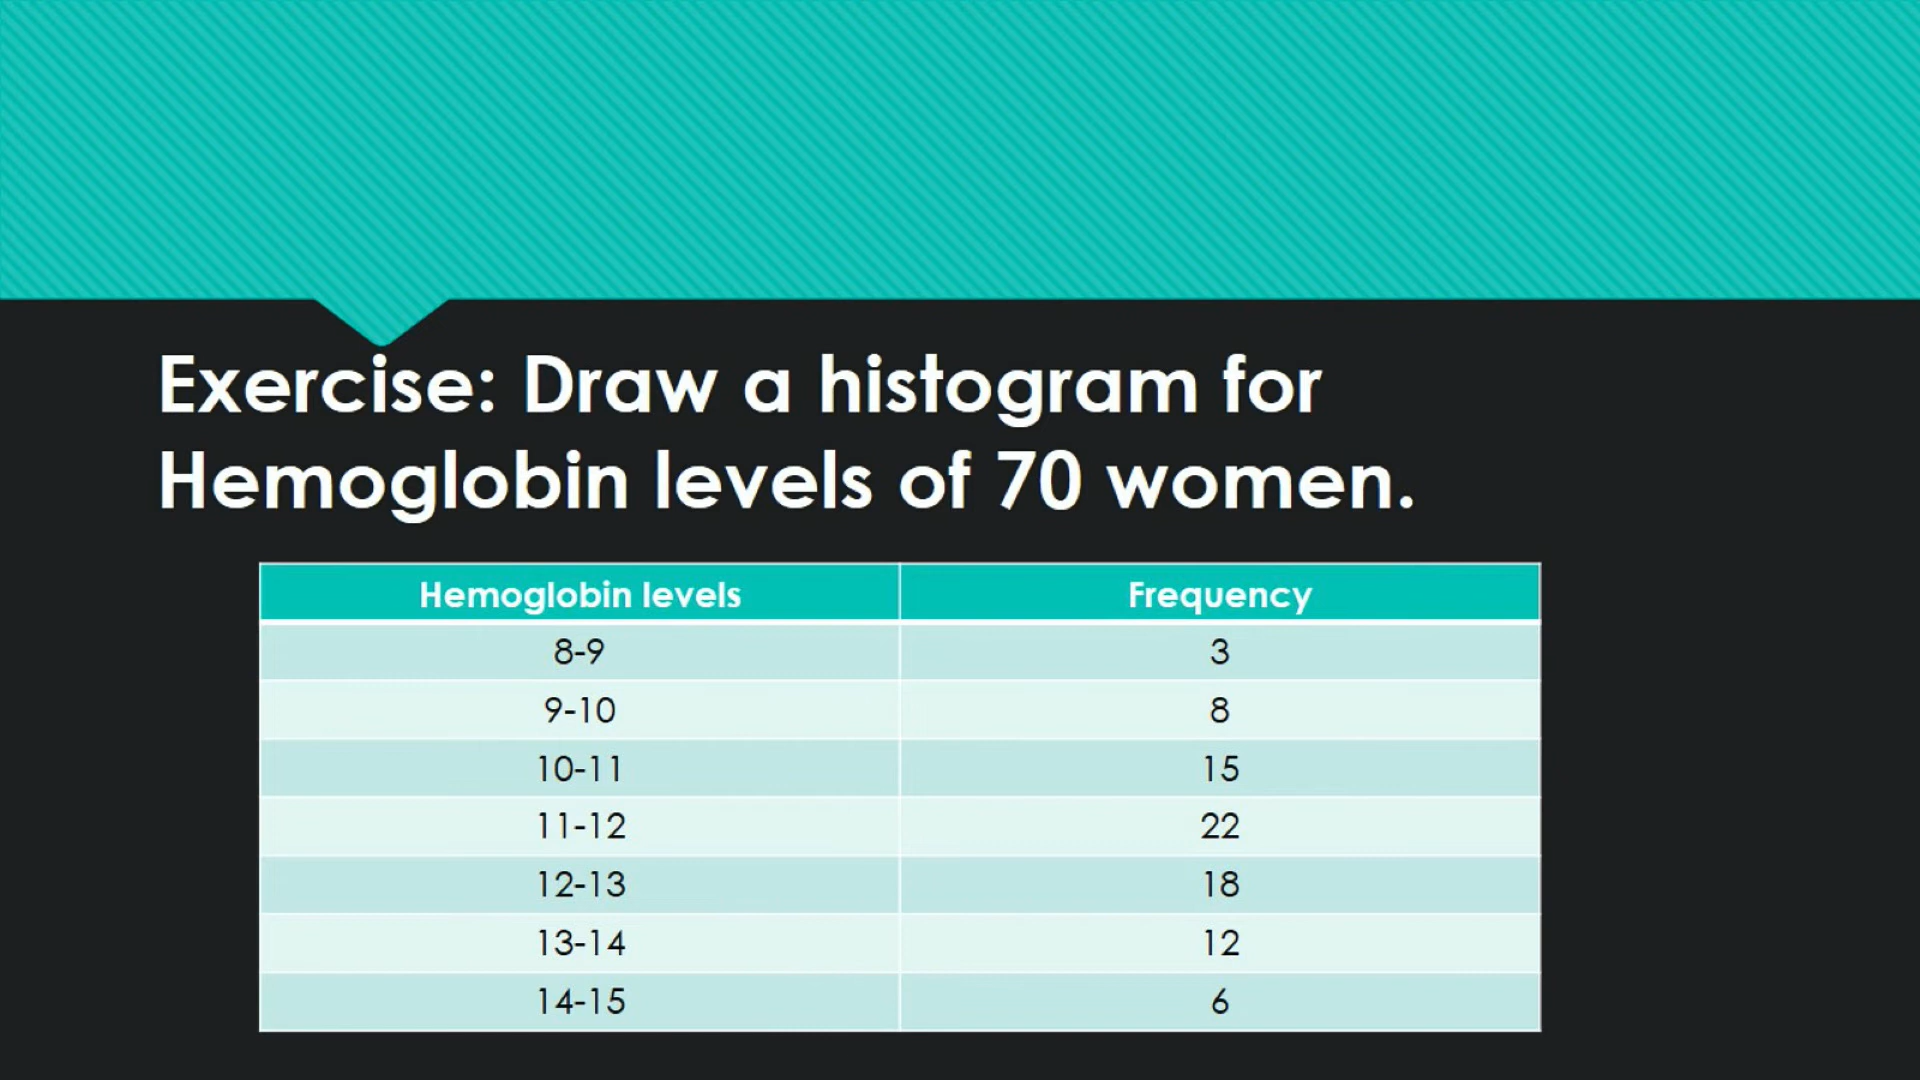 Exercise: Draw a histogram for
Hemoglobin levels of 70 women.
Hemoglobin levels Frequency
8-9 3
9-10 8
10-11 15
11-12 22
12-13 18
13-14 12
14-15 6